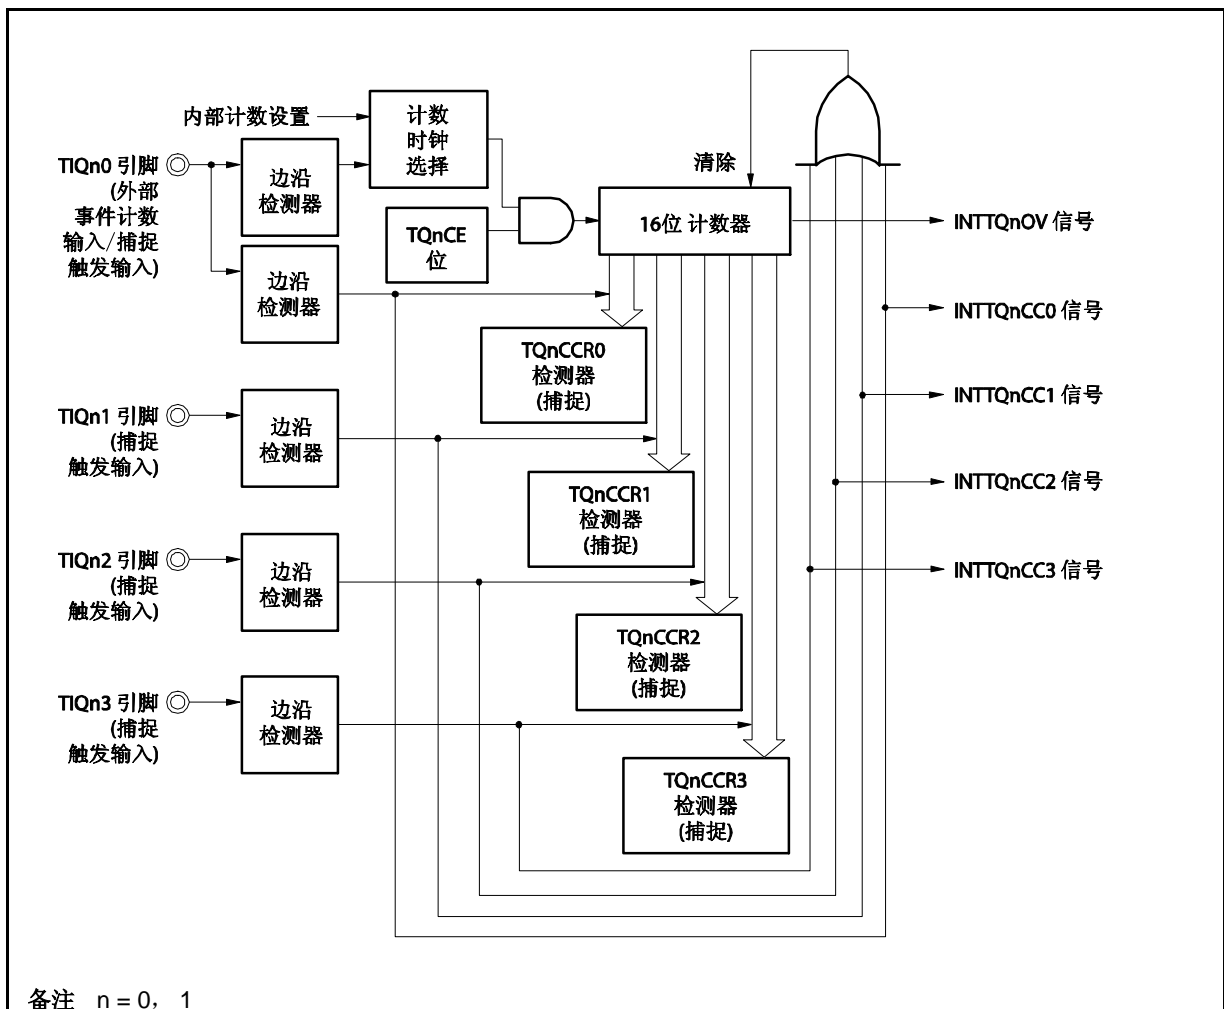 内部计数设置
计数
时钟
选择
TIQn0 引脚
(外部
事件计数
输入/捕捉
触发输入)
边沿
检测器
清除
TQnCE
位
16位 计数器
INTTQnOV 信号
边沿
检测器
INTTQnCC0 信号
TQnCCR0
检测器
(捕捉)
TIQn1 引脚
(捕捉
触发输入)
边沿
检测器
INTTQnCC1 信号
TQnCCR1
检测器
(捕捉)
INTTQnCC2 信号
TIQn2 引脚
(捕捉
触发输入)
边沿
检测器
INTTQnCC3 信号
TQnCCR2
检测器
(捕捉)
TIQn3 引脚
(捕捉
触发输入)
边沿
检测器
TQnCCR3
检测器
(捕捉)
备注 n = 0， 1